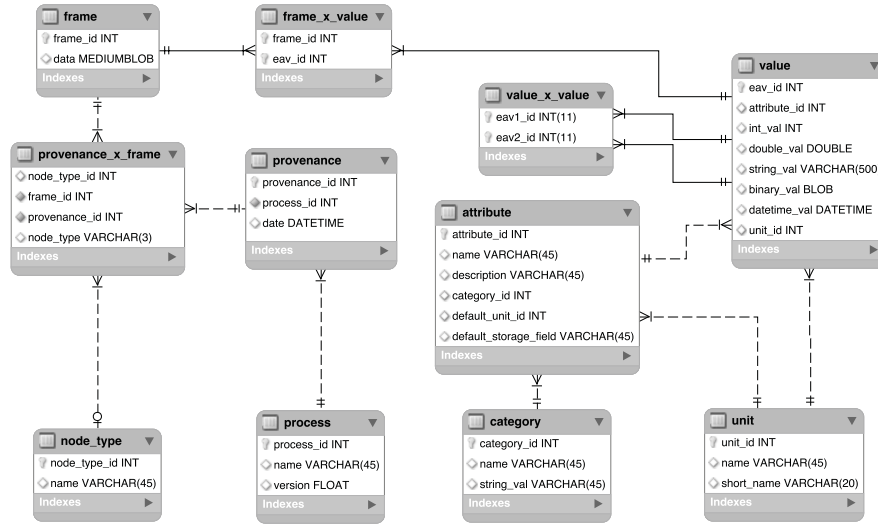 frame
frame_id INT
data MEDIUMBLOB
Indexes
frame_x_value
frame_id INT
eav_id INT
Indexes
value
eav_id INT
attribute_id INT
int_val INT
double_val DOUBLE
string_val VARCHAR(500
binary_val BLOB
datetime_val DATETIME
unit_id INT
Indexes
value_x_value
eav1_id INT(11)
eav2_id INT(11)
Indexes
provenance_x_frame
node_type_id INT
frame_id INT
provenance_id INT
node_type VARCHAR(3)
Indexes
provenance
provenance_id INT
process_id INT
date DATETIME
Indexes
attribute
attribute_id INT
name VARCHAR(45)
description VARCHAR(45)
category_id INT
default_unit_id INT
default_storage_field VARCHAR(45)
Indexes
node_type
node_type_id INT
name VARCHAR(45)
Indexes
process
process_id INT
name VARCHAR(45)
version FLOAT
Indexes
category
category_id INT
name VARCHAR(45)
string_val VARCHAR(45)
Indexes
unit
unit_id INT
name VARCHAR(45)
short_name VARCHAR(20)
Indexes